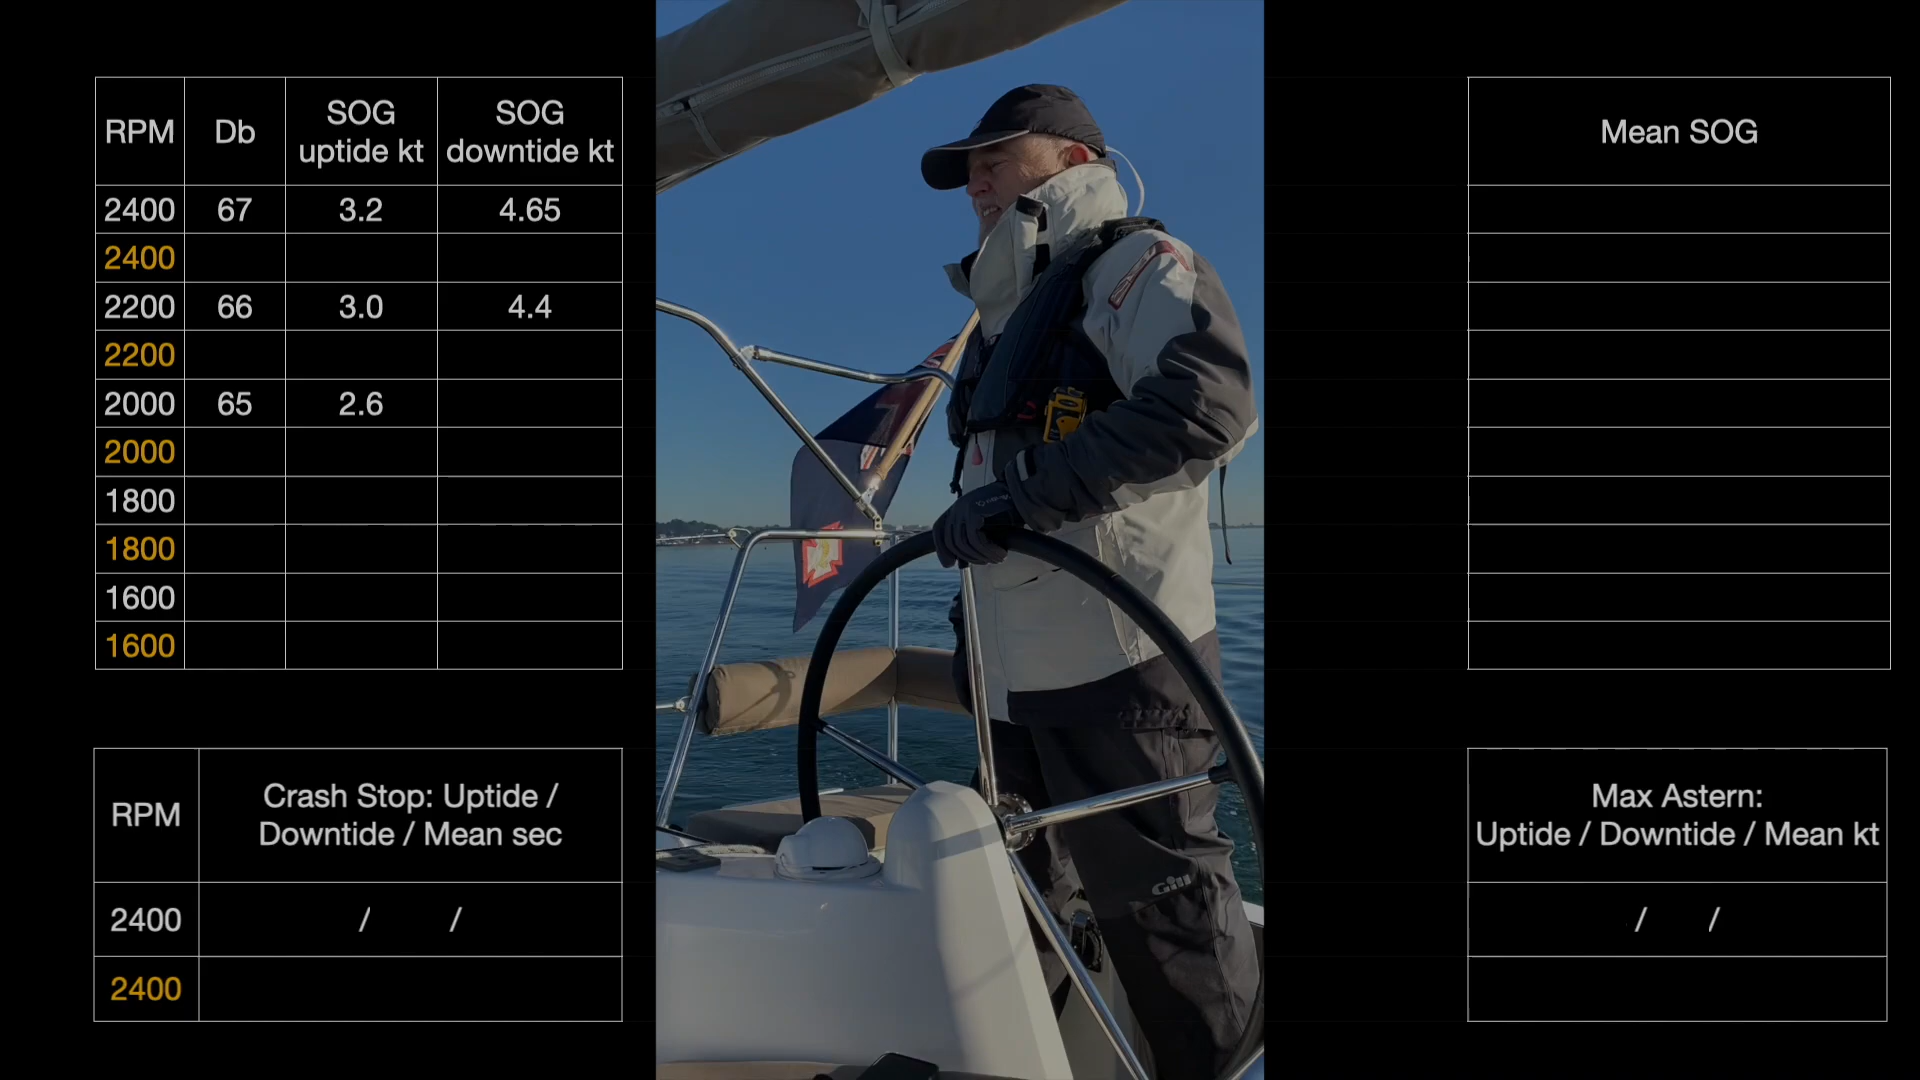 RPM Db SOG uptide kt SOG downtide kt
2400 67 3.2 4.65
2400
2200 66 3.0 4.4
2200
2000 65 2.6
2000
1800
1800
1600
1600
Mean SOG
RPM Crash Stop: Uptide / Downtide / Mean sec
2400 / /
2400
Max Astern:
Uptide / Downtide / Mean kt
/ /
Gill